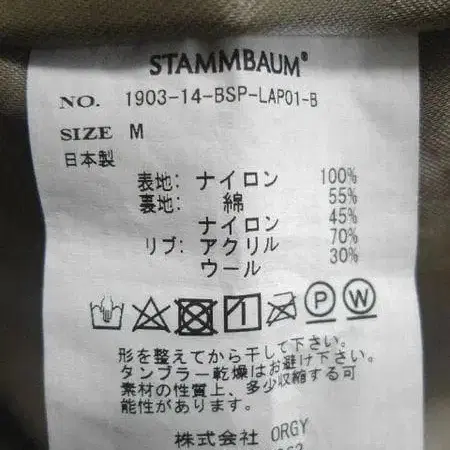 STAMMBAUM®
NO. 1903-14-BSP-LAP01-B
SIZE M
日本製
表地: ナイロン 100%
裏地: 綿 55%
ナイロン 45%
リブ: アクリル 70%
ウール 30%
P W
形を整えてから干して下さい。
タンブラー乾燥はお避け下さい。
素材の性質上、多少収縮する可
能性があります。
株式会社 ORGY